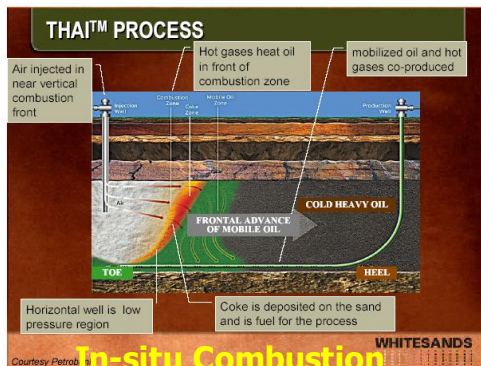 THAI™ PROCESS
Air injected in
near vertical
combustion
front
Hot gases heat oil
in front of
combustion zone
mobilized oil and hot
gases co-produced
Injection
Well
Combustion
Zone
Coke
Zone
Mobile Oil
Zone
Production
Well
Air
COLD HEAVY OIL
FRONTAL ADVANCE
OF MOBILE OIL
TOE
HEEL
Horizontal well is low
pressure region
Coke is deposited on the sand
and is fuel for the process
WHITESANDS
In-situ Combustion
Courtesy